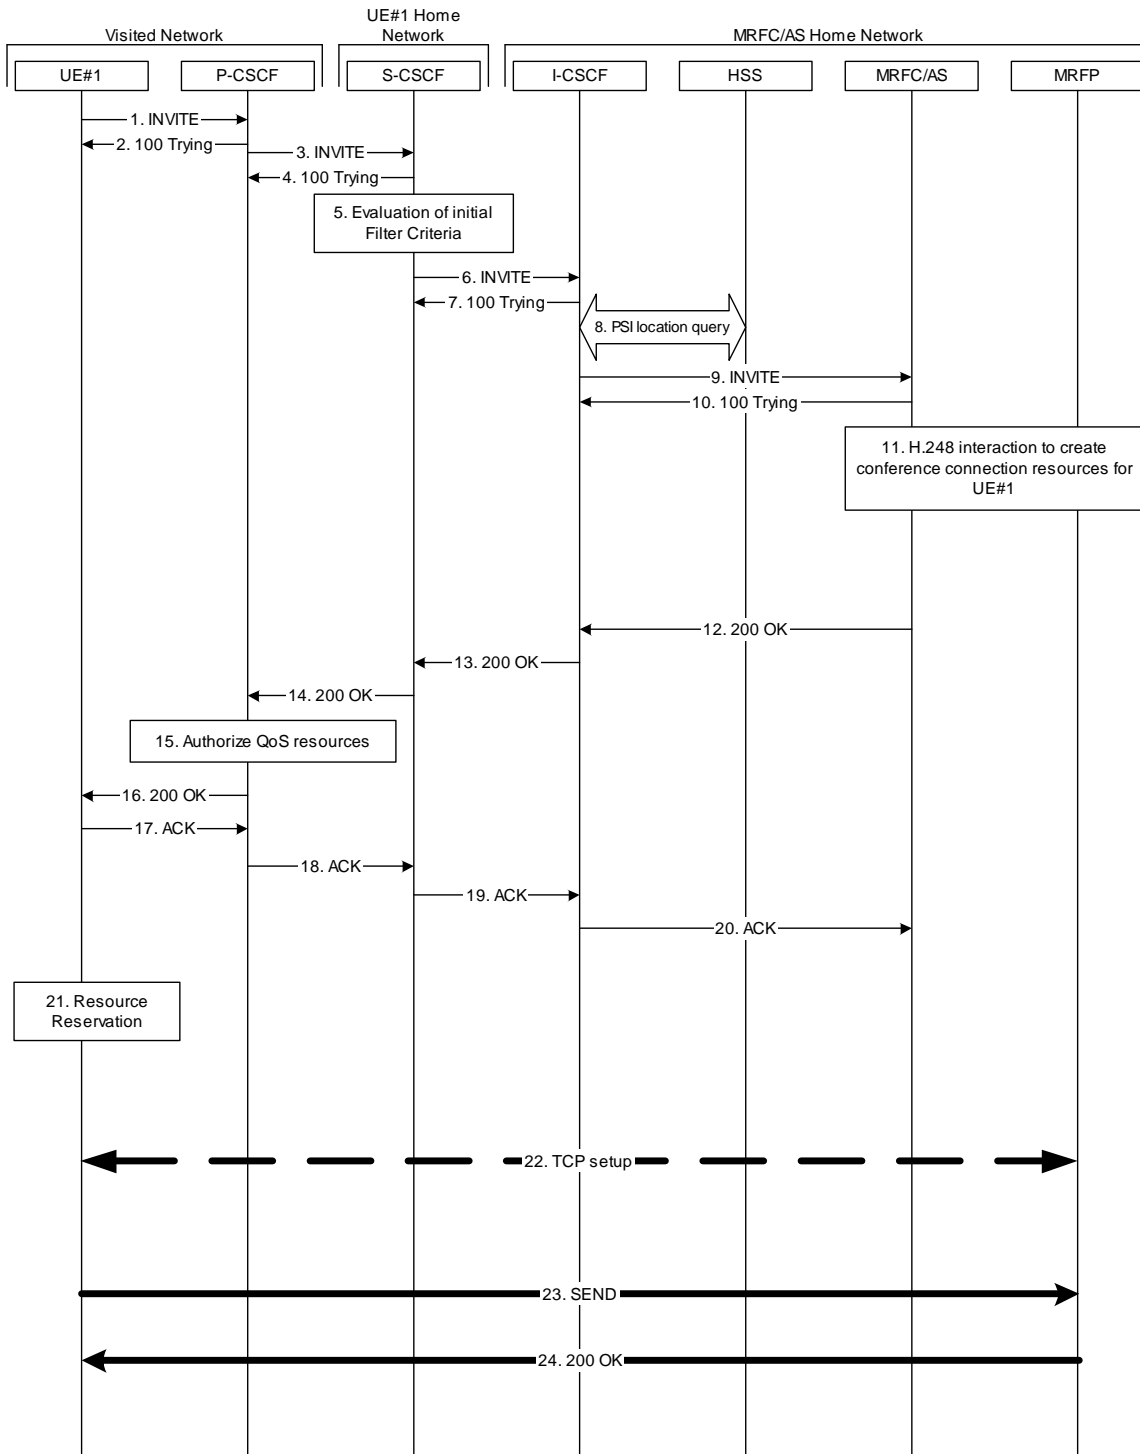 UE#1 Home
Network
Visited Network
MRFC/AS Home Network
UE#1
P-CSCF
S-CSCF
I-CSCF
HSS
MRFC/AS
MRFP
1. INVITE
2. 100 Trying
3. INVITE
4. 100 Trying
5. Evaluation of initial
Filter Criteria
6. INVITE
7. 100 Trying
8. PSI location query
9. INVITE
10. 100 Trying
11. H.248 interaction to create
conference connection resources for
UE#1
12. 200 OK
13. 200 OK
14. 200 OK
15. Authorize QoS resources
16. 200 OK
17. ACK
18. ACK
19. ACK
20. ACK
21. Resource
Reservation
22. TCP setup
23. SEND
24. 200 OK